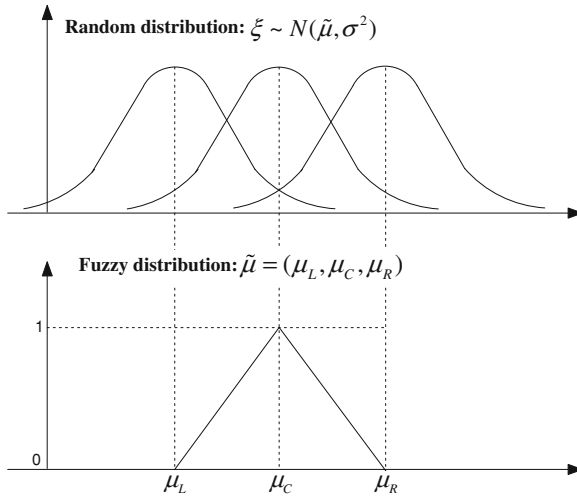 Random distribution: ξ ~ N(μ̃, σ²)
Fuzzy distribution: μ̃ = (μ_L, μ_C, μ_R)
1
0
μ_L μ_C μ_R